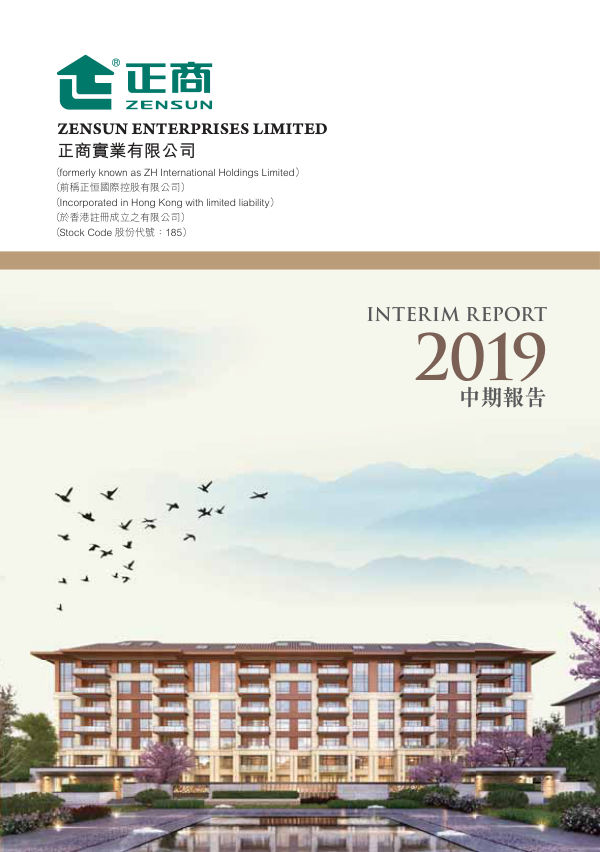 正商®
ZENSUN
ZENSUN ENTERPRISES LIMITED
正商實業有限公司
(formerly known as ZH International Holdings Limited)
(前稱正恒國際控股有限公司)
(Incorporated in Hong Kong with limited liability)
(於香港註冊成立之有限公司)
(Stock Code 股份代號：185)
INTERIM REPORT
2019
中期報告